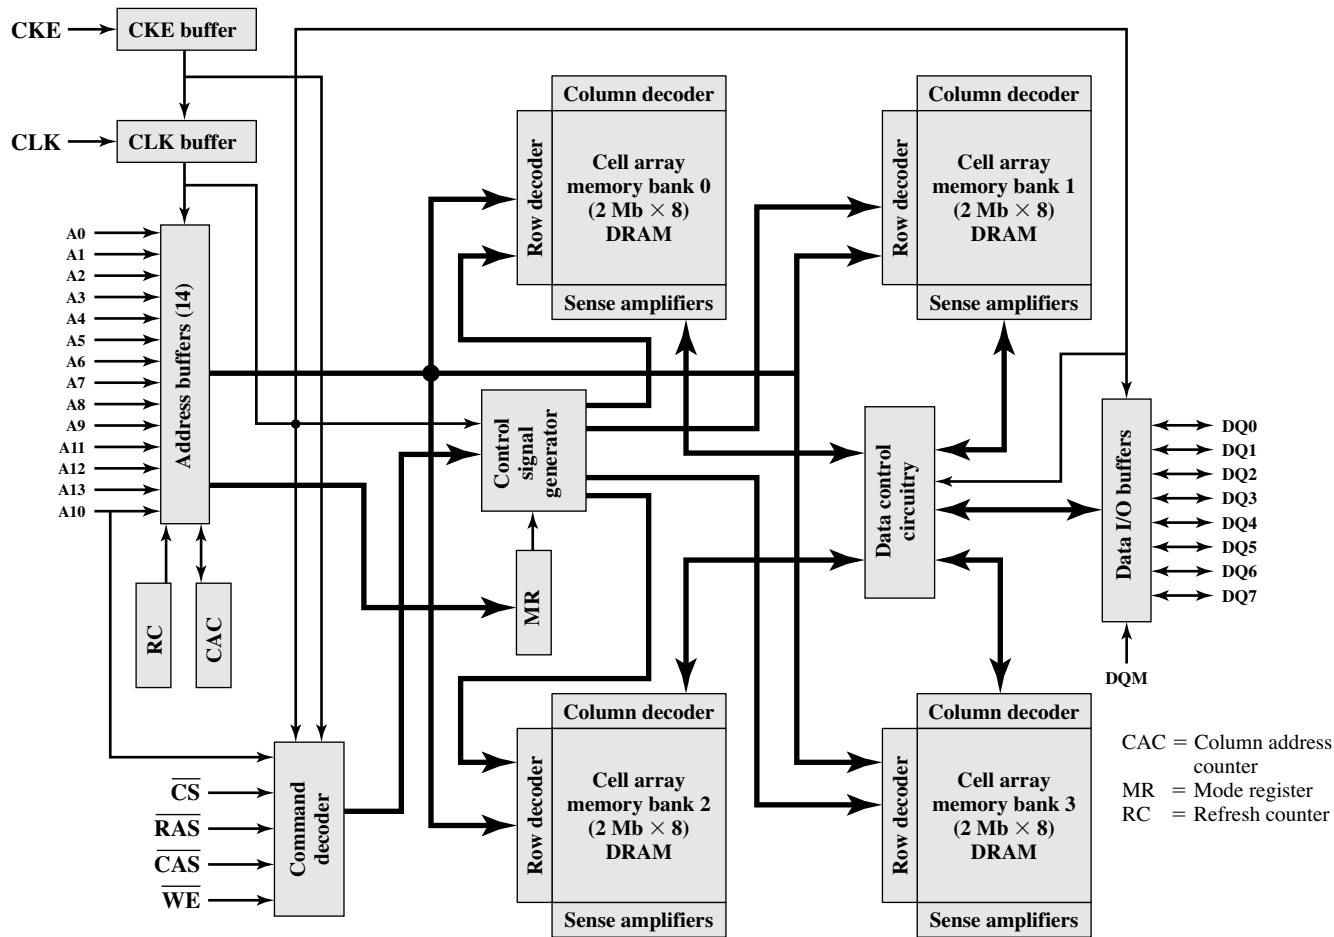 CKE
CKE buffer
CLK
CLK buffer
A0
A1
A2
A3
A4
A5
A6
A7
A8
A9
A11
A12
A13
A10
Address buffers (14)
RC
CAC
C̅S̅
R̅A̅S̅
C̅A̅S̅
W̅E̅
Command
decoder
Control
signal
generator
MR
Column decoder
Row decoder
Cell array
memory bank 0
(2 Mb × 8)
DRAM
Sense amplifiers
Column decoder
Row decoder
Cell array
memory bank 1
(2 Mb × 8)
DRAM
Sense amplifiers
Data control
circuitry
Column decoder
Row decoder
Cell array
memory bank 2
(2 Mb × 8)
DRAM
Sense amplifiers
Column decoder
Row decoder
Cell array
memory bank 3
(2 Mb × 8)
DRAM
Sense amplifiers
Data I/O buffers
DQ0
DQ1
DQ2
DQ3
DQ4
DQ5
DQ6
DQ7
DQM
CAC = Column address
counter
MR = Mode register
RC = Refresh counter